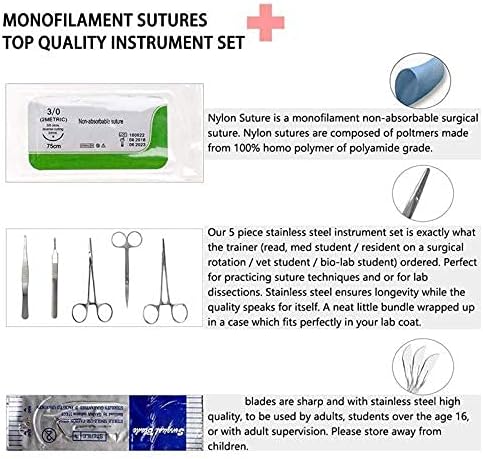 MONOFILAMENT SUTURES
TOP QUALITY INSTRUMENT SET
3/0
(2METRIC)
Non-absorbable suture
75cm
Nylon Suture is a monofilament non-absorbable surgical
suture. Nylon sutures are composed of poltmers made
from 100% homo polymer of polyamide grade.
Our 5 piece stainless steel instrument set is exactly what
the trainer (read, med student / resident on a surgical
rotation / vet student / bio-lab student) ordered. Perfect
for practicing suture techniques and or for lab
dissections. Stainless steel ensures longevity while the
quality speaks for itself. A neat little bundle wrapped up
in a case which fits perfectly in your lab coat.
Surgical Blade
blades are sharp and with stainless steel high
quality, to be used by adults, students over the age 16,
or with adult supervision. Please store away from
children.